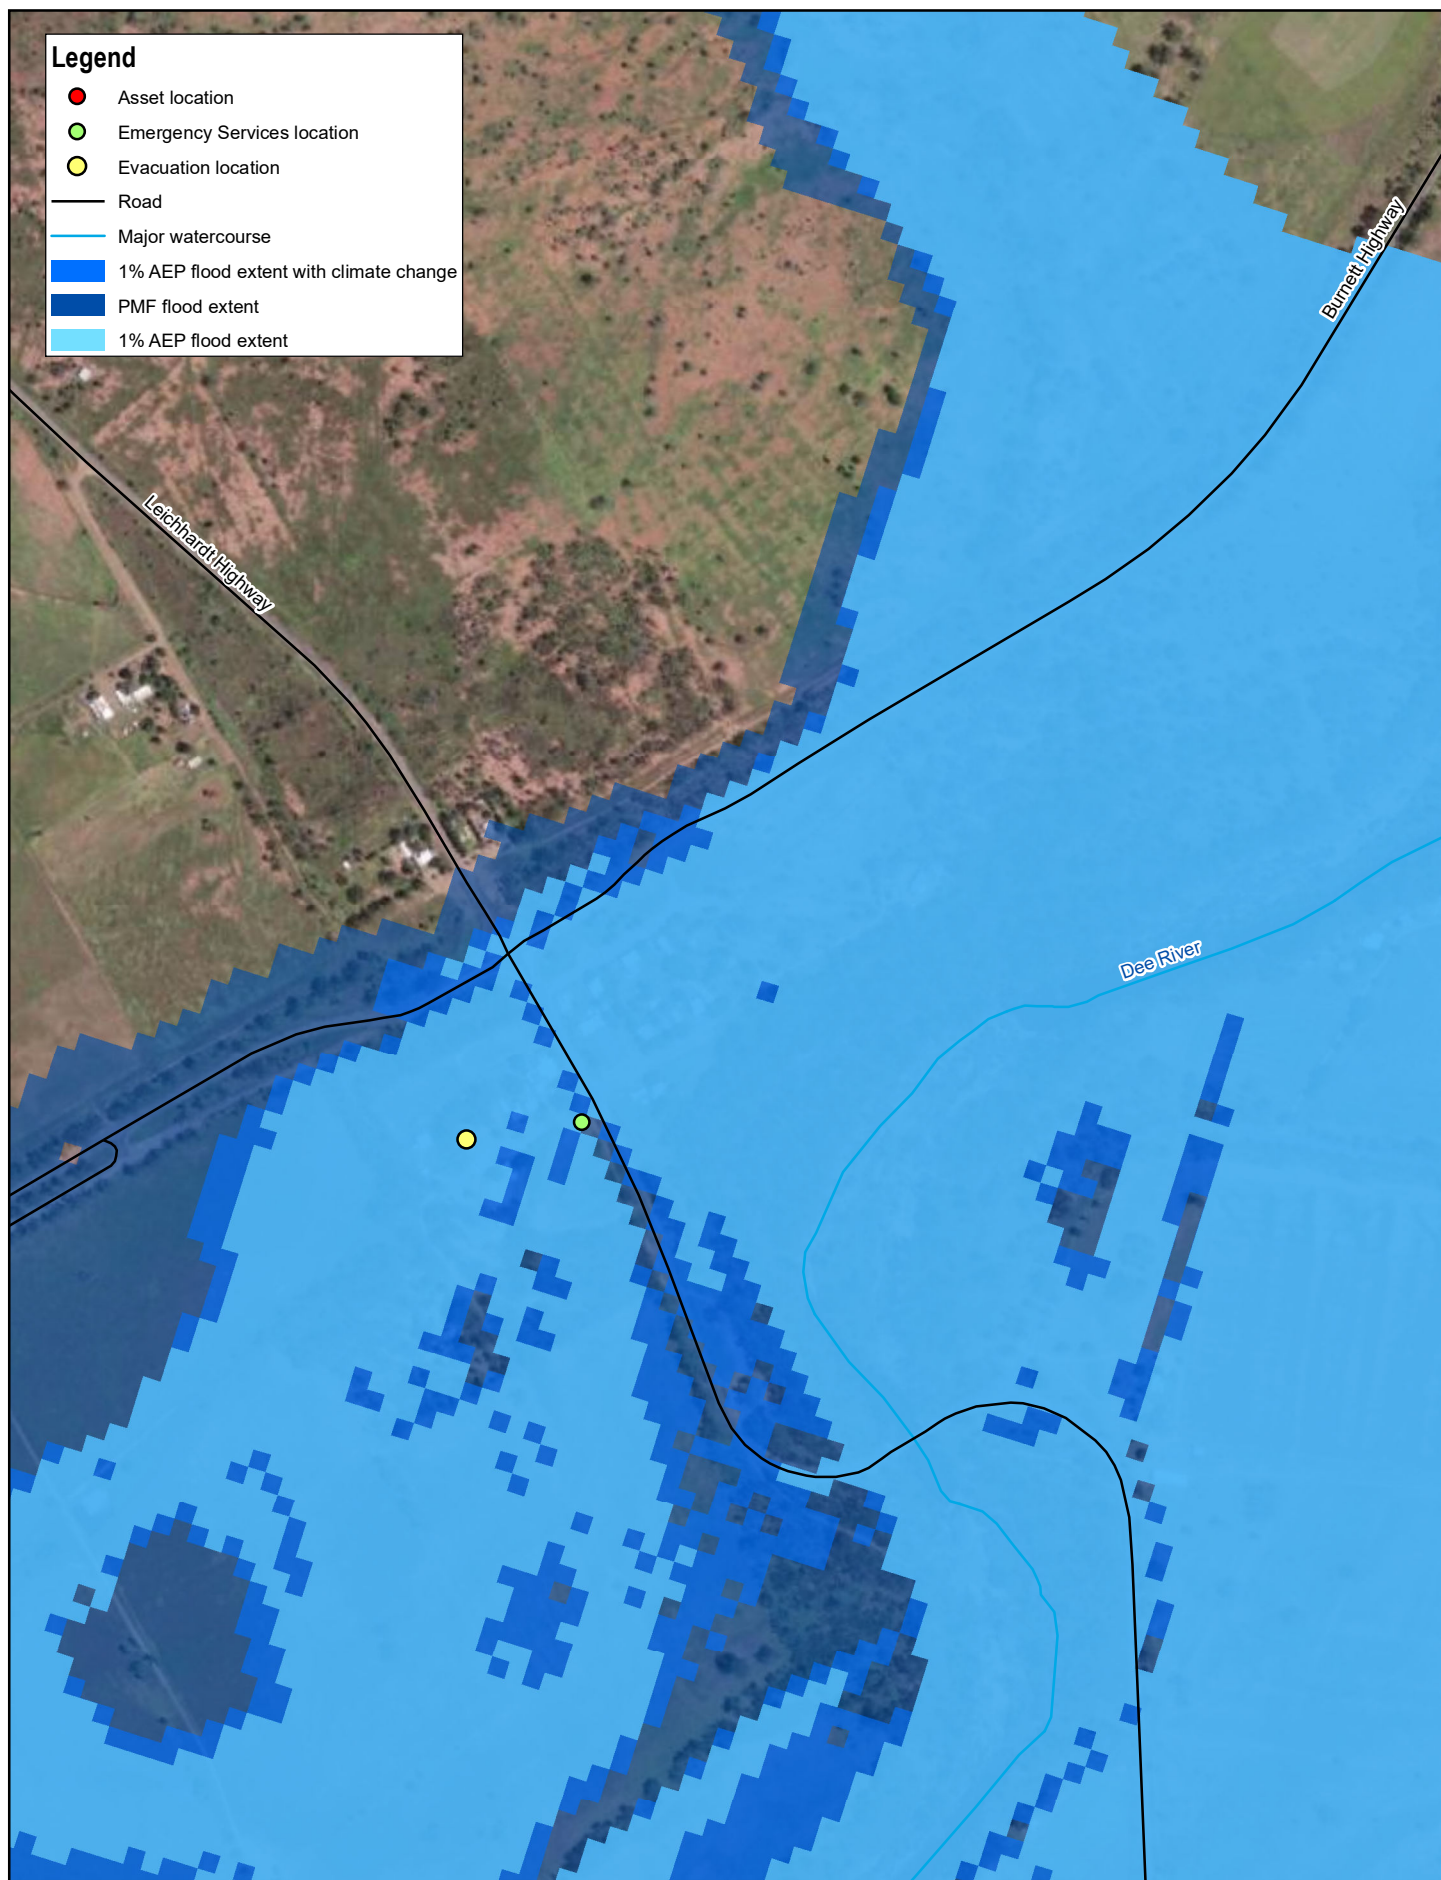 Legend
Asset location
Emergency Services location
Evacuation location
Road
Major watercourse
1% AEP flood extent with climate change
PMF flood extent
1% AEP flood extent
Burnett Highway
Leichhardt Highway
Dee River